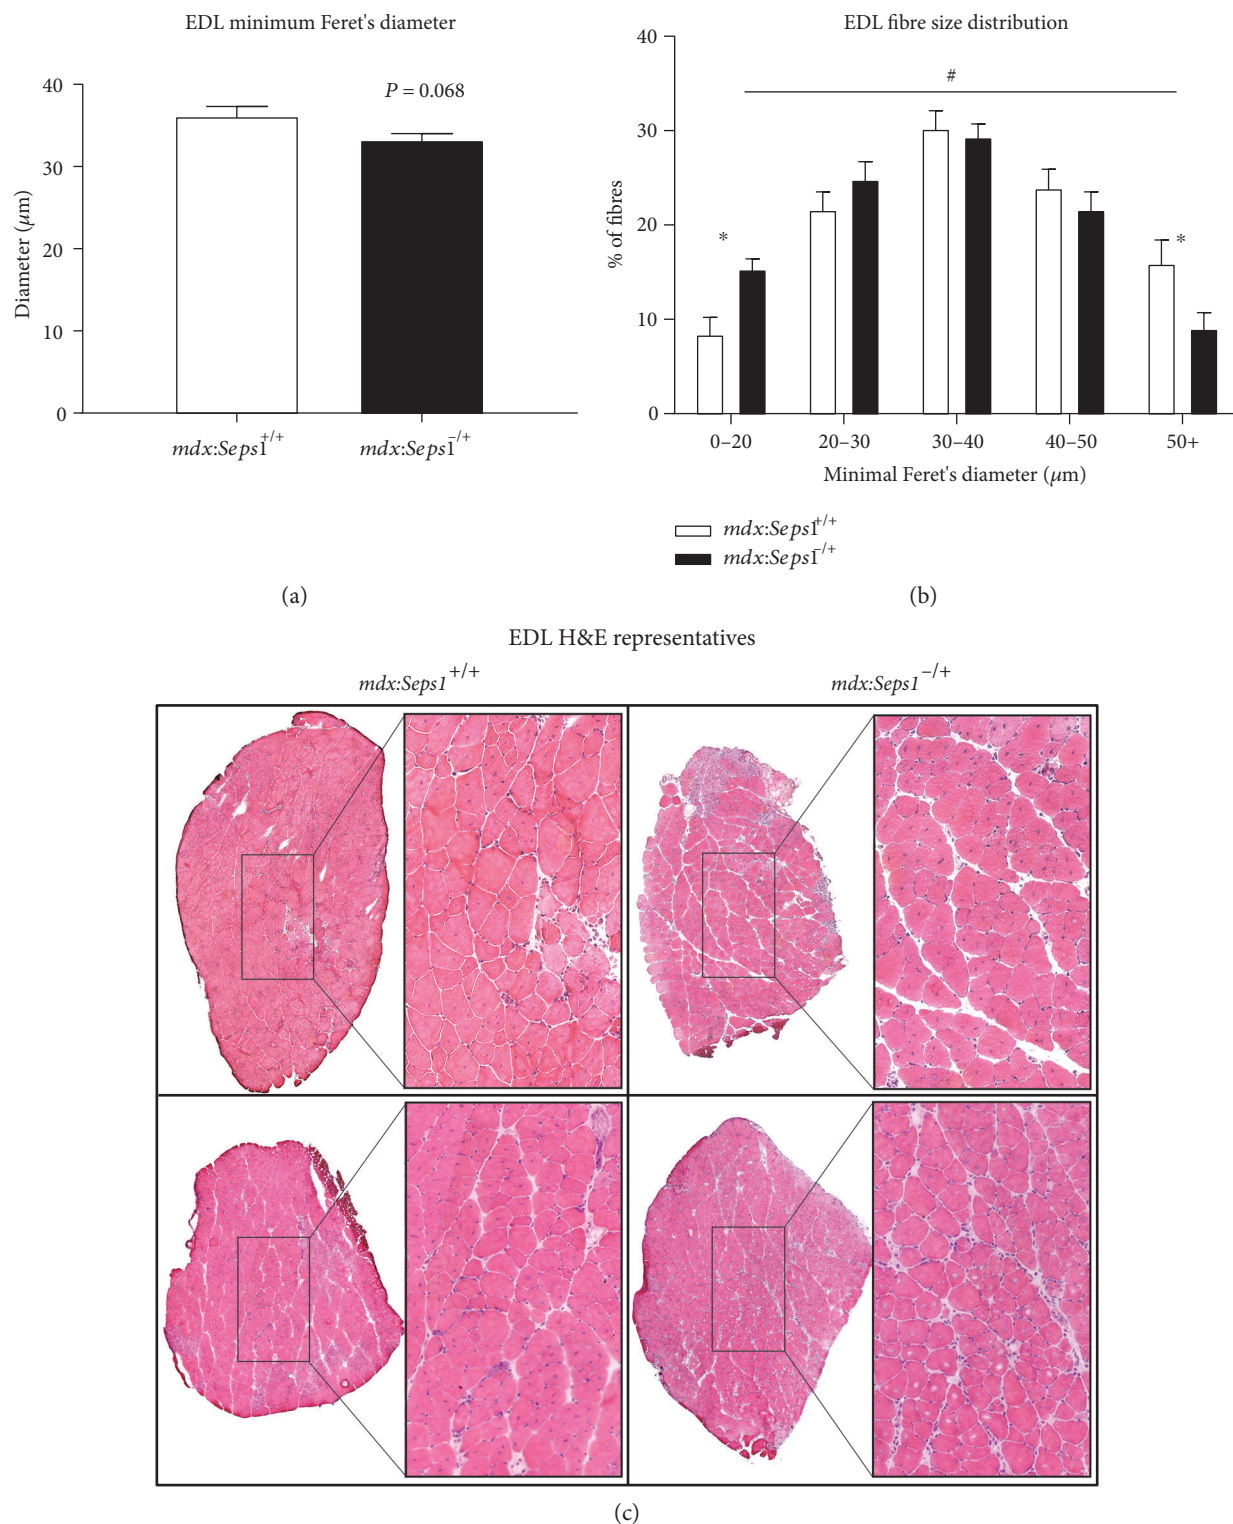 EDL minimum Feret's diameter
Diameter (μm)
40
30
20
10
0
P = 0.068
mdx:Seps1+/+
mdx:Seps1−/+
(a)
EDL fibre size distribution
% of fibres
40
30
20
10
0
#
*
*
0–20
20–30
30–40
40–50
50+
Minimal Feret's diameter (μm)
mdx:Seps1+/+
mdx:Seps1−/+
(b)
EDL H&E representatives
mdx:Seps1+/+
mdx:Seps1−/+
(c)